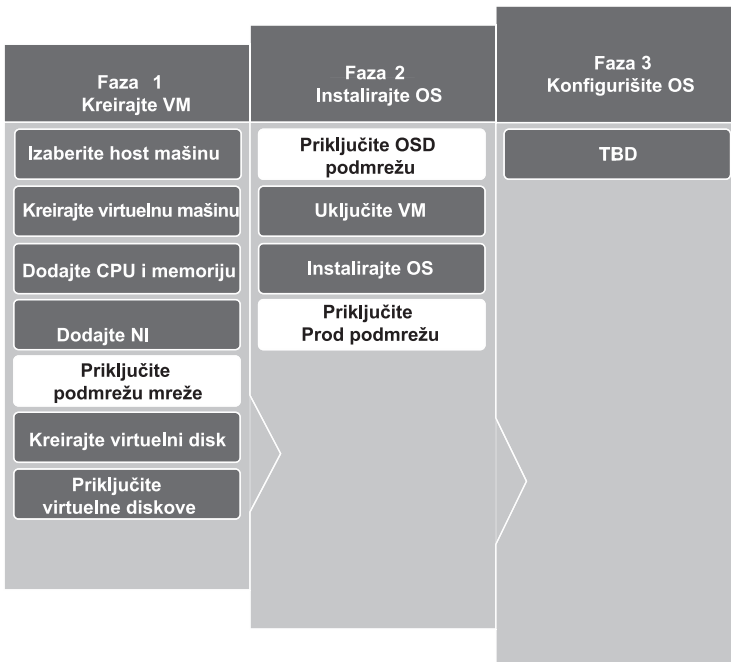 Faza 1
Kreirajte VM
Izaberite host mašinu
Kreirajte virtuelnu mašinu
Dodajte CPU i memoriju
Dodajte NI
Priključite
podmrežu mreže
Kreirajte virtuelni disk
Priključite
virtuelne diskove
Faza 2
Instalirajte OS
Priključite OSD
podmrežu
Uključite VM
Instalirajte OS
Priključite
Prod podmrežu
Faza 3
Konfigurišite OS
TBD